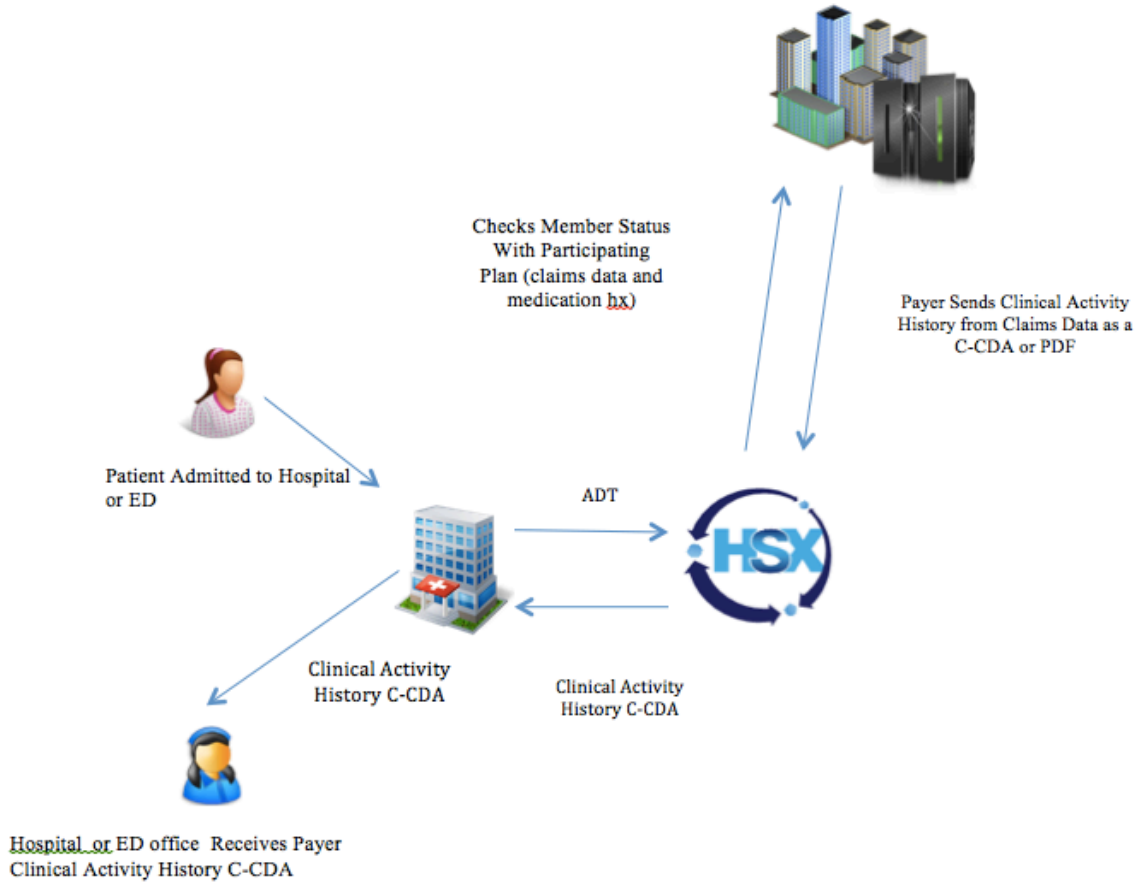 Checks Member Status
With Participating
Plan (claims data and
medication hx)
Payer Sends Clinical Activity
History from Claims Data as a
C-CDA or PDF
Patient Admitted to Hospital
or ED
ADT
HSX
Clinical Activity
History C-CDA
Clinical Activity
History C-CDA
Hospital or ED office Receives Payer
Clinical Activity History C-CDA